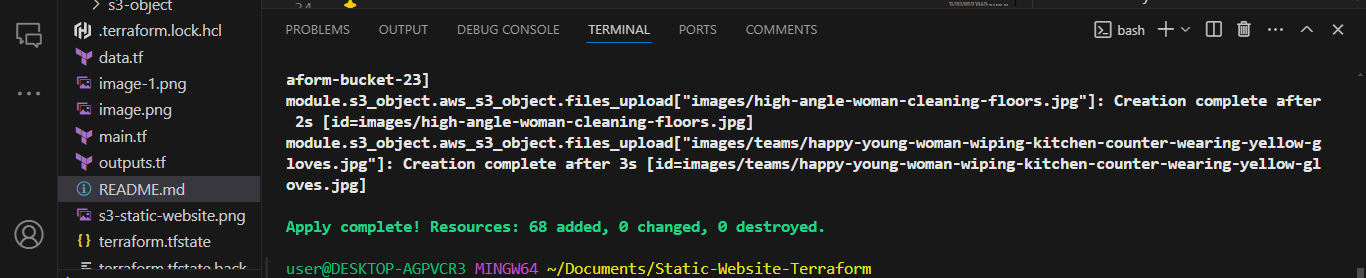 s3-object
.terraform.lock.hcl
data.tf
image-1.png
image.png
main.tf
outputs.tf
README.md
s3-static-website.png
terraform.tfstate
terraform.tfstate.back
34
PROBLEMS OUTPUT DEBUG CONSOLE TERMINAL PORTS COMMENTS bash
aform-bucket-23]
module.s3_object.aws_s3_object.files_upload["images/high-angle-woman-cleaning-floors.jpg"]: Creation complete after
2s [id=images/high-angle-woman-cleaning-floors.jpg]
module.s3_object.aws_s3_object.files_upload["images/teams/happy-young-woman-wiping-kitchen-counter-wearing-yellow-g
loves.jpg"]: Creation complete after 3s [id=images/teams/happy-young-woman-wiping-kitchen-counter-wearing-yellow-gl
oves.jpg]
Apply complete! Resources: 68 added, 0 changed, 0 destroyed.
user@DESKTOP-AGPVCR3 MINGW64 ~/Documents/Static-Website-Terraform